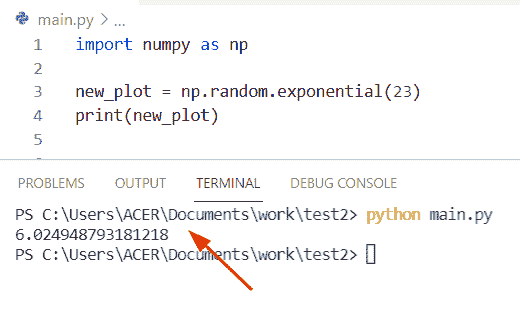 main.py > ...
1 import numpy as np
2
3 new_plot = np.random.exponential(23)
4 print(new_plot)
5
PROBLEMS OUTPUT TERMINAL DEBUG CONSOLE
PS C:\Users\ACER\Documents\work\test2> python main.py
6.024948793181218
PS C:\Users\ACER\Documents\work\test2>